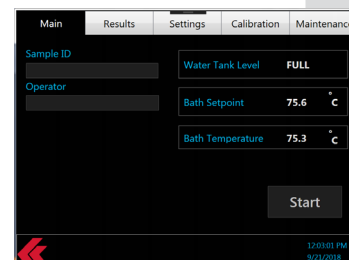 Main Results Settings Calibration Maintenanc
Sample ID
Operator
Water Tank Level FULL
Bath Setpoint 75.6 °C
Bath Temperature 75.3 °C
Start
12:03:01 PM
9/21/2018